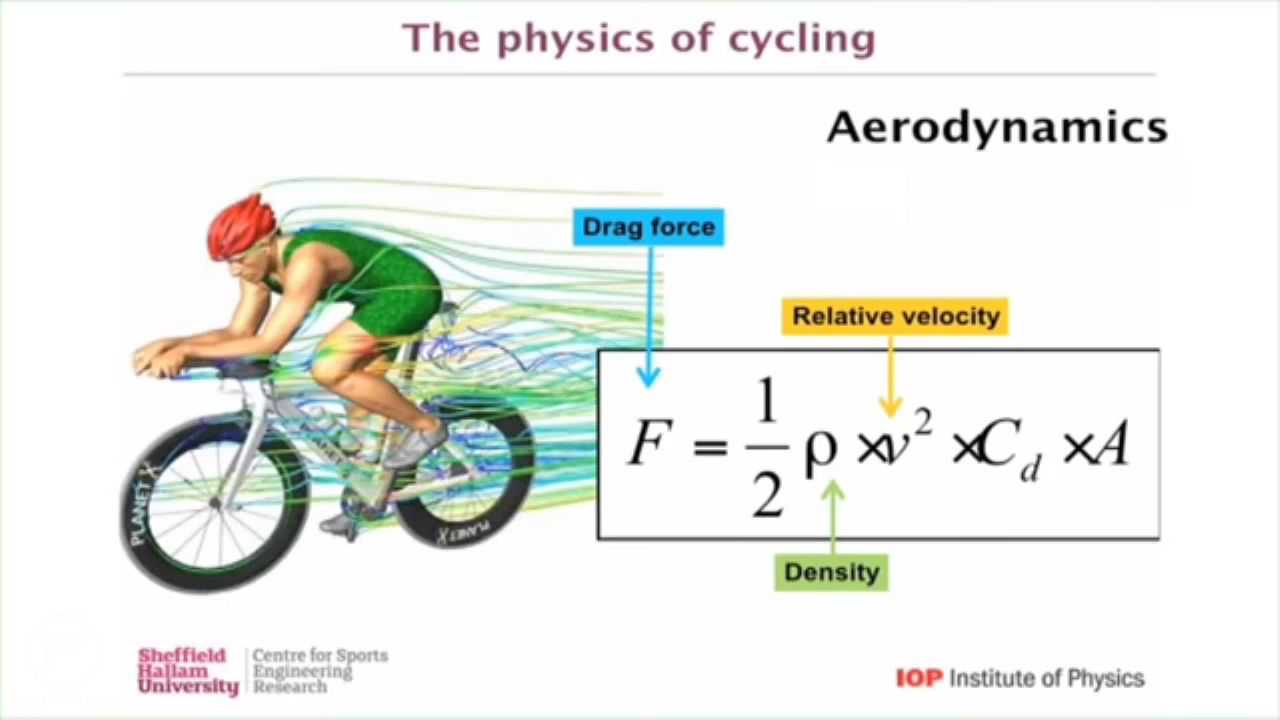 The physics of cycling
Aerodynamics
Drag force
Relative velocity
F = 1/2 ρ ×v² ×C_d ×A
Density
PLANET X
PLANET X
Sheffield
Hallam
University
Centre for Sports
Engineering
Research
IOP Institute of Physics